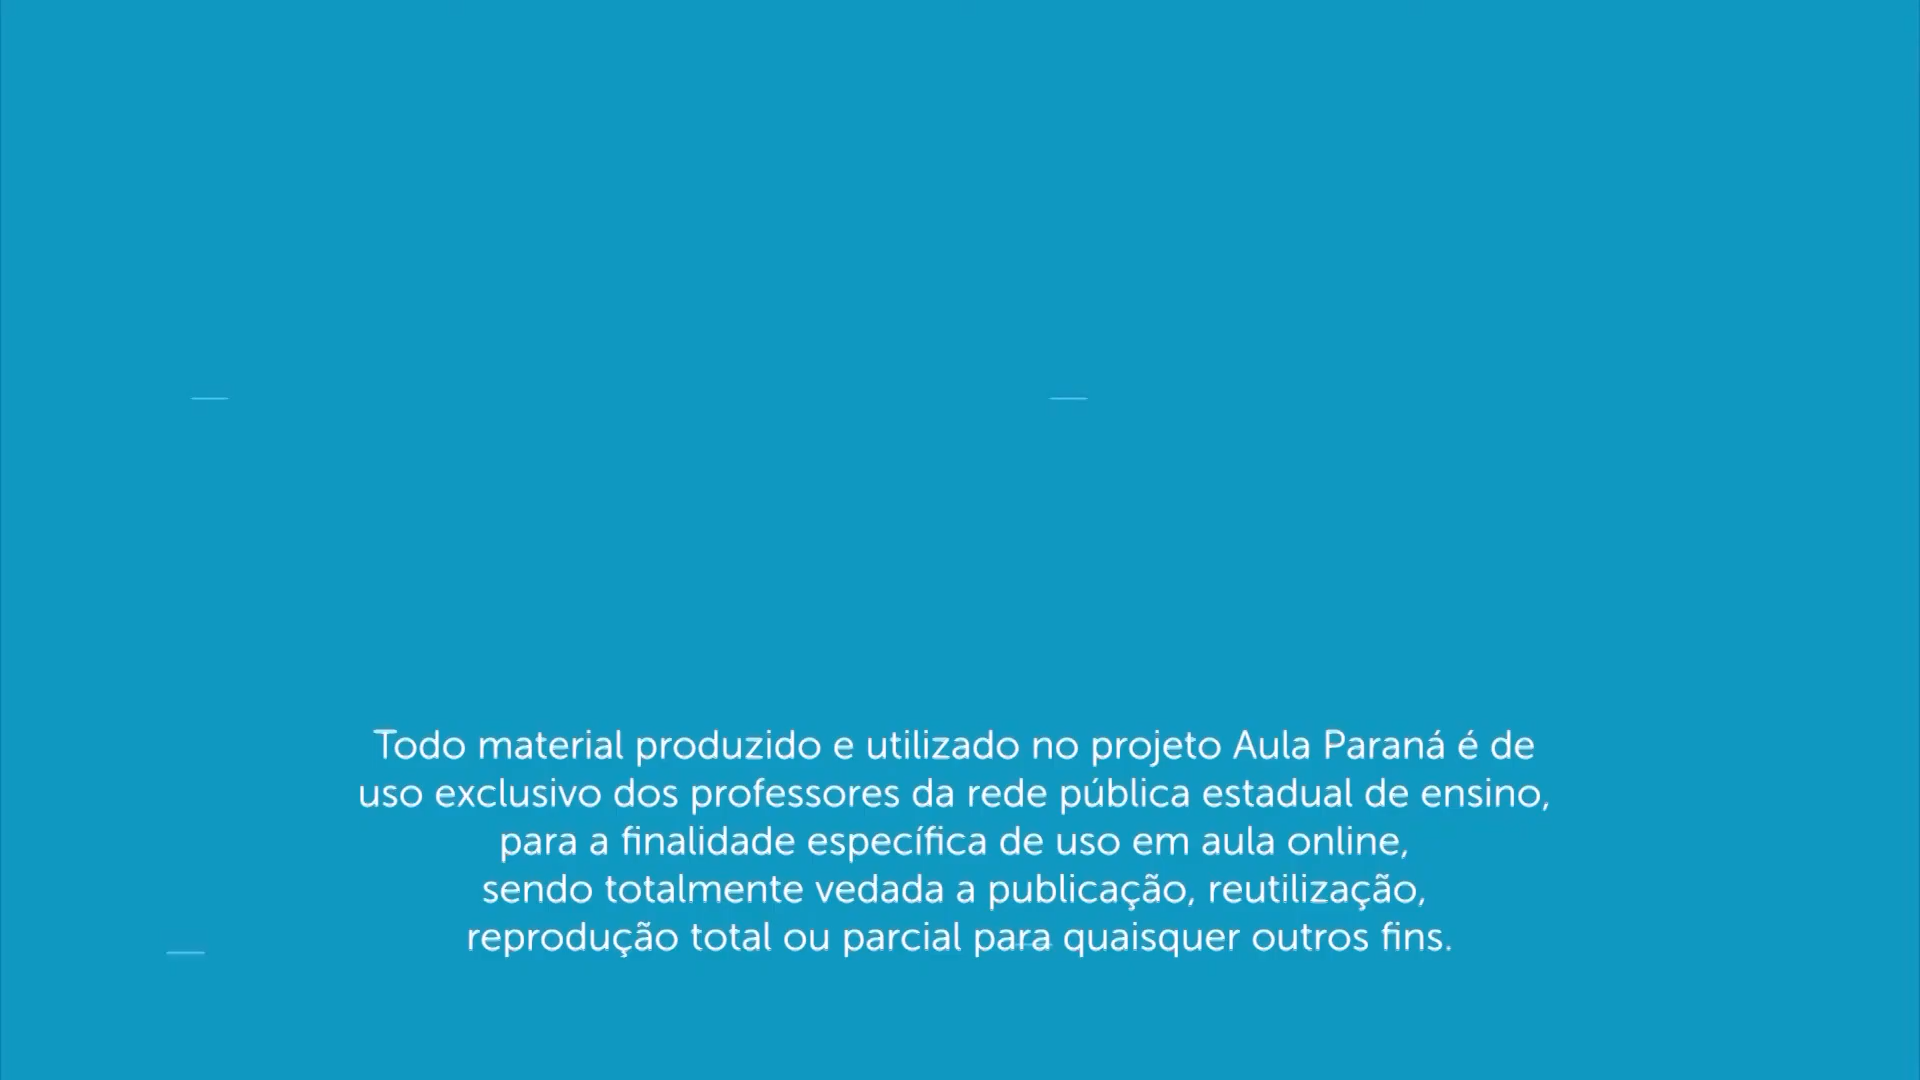 Todo material produzido e utilizado no projeto Aula Paraná é de
uso exclusivo dos professores da rede pública estadual de ensino,
para a finalidade específica de uso em aula online,
sendo totalmente vedada a publicação, reutilização,
reprodução total ou parcial para quaisquer outros fins.